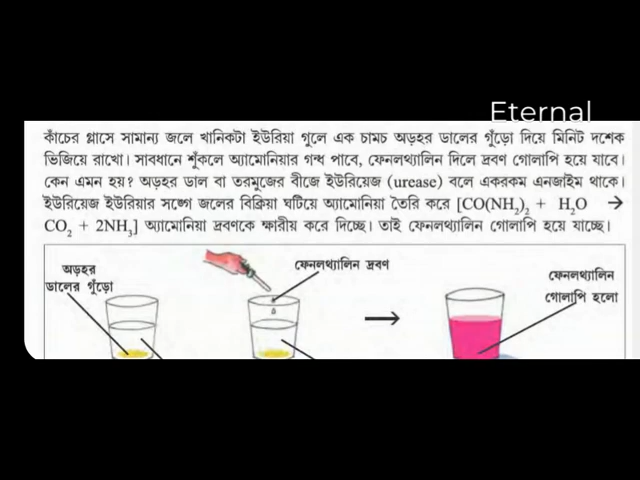 Eternal
কাঁচের গ্লাসে সামান্য জলে খানিকটা ইউরিয়া গুলে এক চামচ অড়হর ডালের গুঁড়ো দিয়ে মিনিট দশেক
ভিজিয়ে রাখো। সাবধানে শুঁকলে অ্যামোনিয়ার গন্ধ পাবে, ফেনলথ্যালিন দিলে দ্রবণ গোলাপি হয়ে যাবে।
কেন এমন হয়? অড়হর ডাল বা তরমুজের বীজে ইউরিয়েজ (urease) বলে একরকম এনজাইম থাকে।
ইউরিয়েজ ইউরিয়ার সঙ্গে জলের বিক্রিয়া ঘটিয়ে অ্যামোনিয়া তৈরি করে [CO(NH₂)₂ + H₂O →
CO₂ + 2NH₃] অ্যামোনিয়া দ্রবণকে ক্ষারীয় করে দিচ্ছে। তাই ফেনলথ্যালিন গোলাপি হয়ে যাচ্ছে।
অড়হর
ডালের গুঁড়ো
ফেনলথ্যালিন দ্রবণ
ফেনলথ্যালিন
গোলাপি হলো